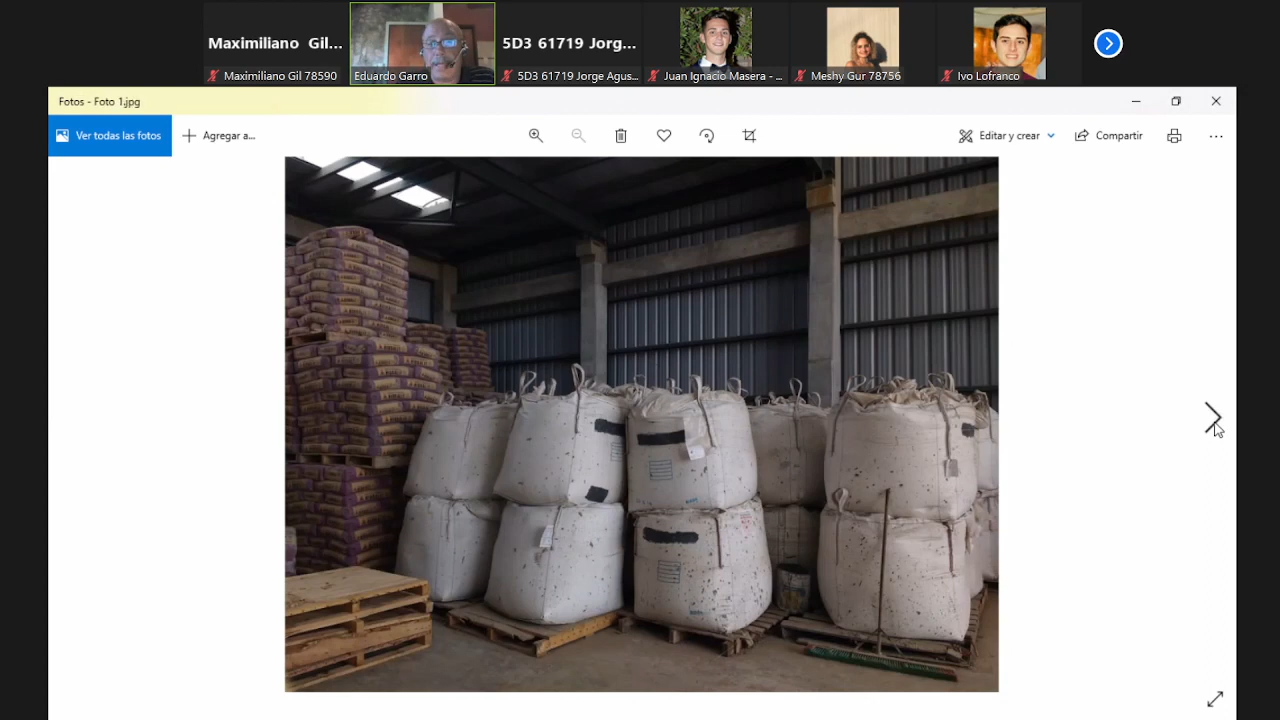 Maximiliano Gil...
Maximiliano Gil 78590
Eduardo Garro
5D3 61719 Jorg...
5D3 61719 Jorge Agus...
Juan Ignacio Masera - ...
Meshy Gur 78756
Ivo Lofranco
Fotos - Foto 1.jpg
Ver todas las fotos
Agregar a...
Editar y crear
Compartir